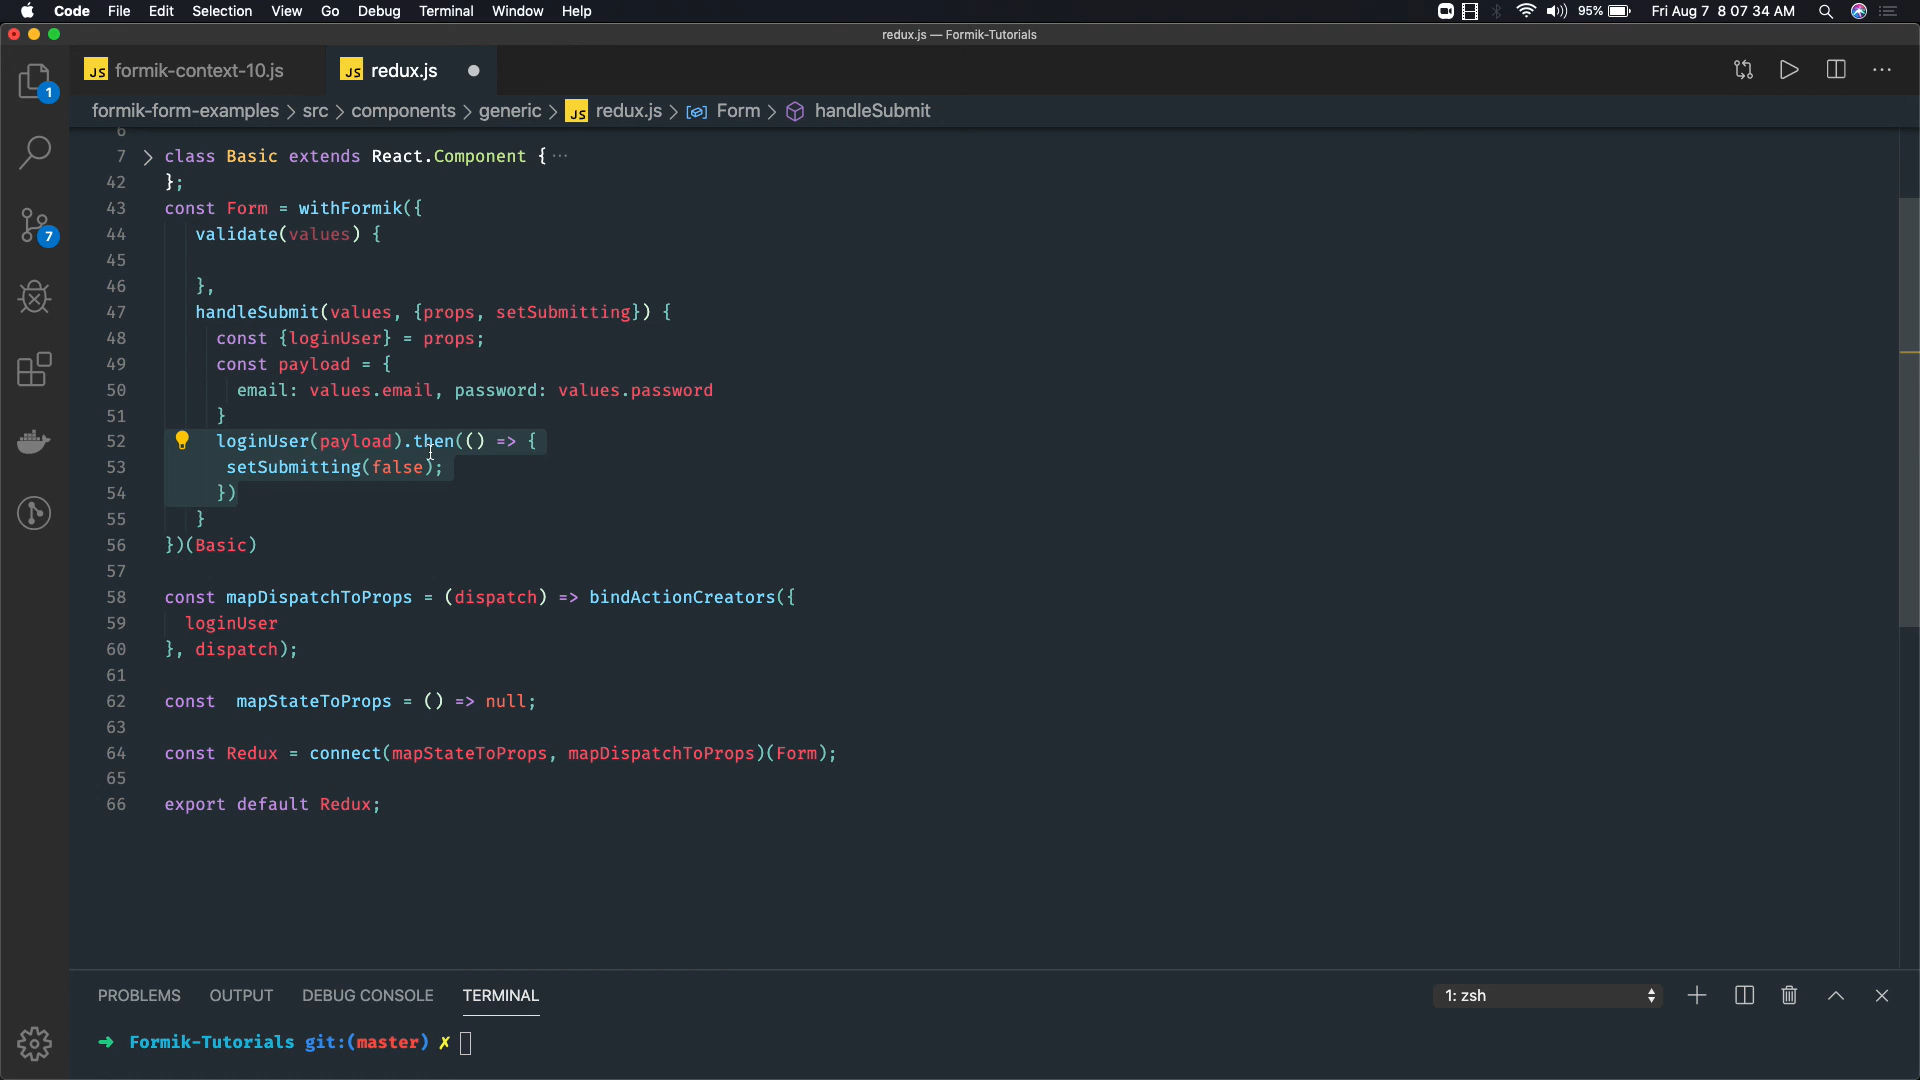 Code File Edit Selection View Go Debug Terminal Window Help 95% Fri Aug 7 8 07 34 AM
redux.js — Formik-Tutorials
JS formik-context-10.js JS redux.js
formik-form-examples > src > components > generic > JS redux.js > Form > handleSubmit
1
7
6
7 class Basic extends React.Component { ···
42 };
43 const Form = withFormik({
44 validate(values) {
45
46 },
47 handleSubmit(values, {props, setSubmitting}) {
48 const {loginUser} = props;
49 const payload = {
50 email: values.email, password: values.password
51 }
52 loginUser(payload).then(() => {
53 setSubmitting(false);
54 })
55 }
56 })(Basic)
57
58 const mapDispatchToProps = (dispatch) => bindActionCreators({
59 loginUser
60 }, dispatch);
61
62 const  mapStateToProps = () => null;
63
64 const Redux = connect(mapStateToProps, mapDispatchToProps)(Form);
65
66 export default Redux;
PROBLEMS OUTPUT DEBUG CONSOLE TERMINAL 1: zsh
➜ Formik-Tutorials git:(master) ✗